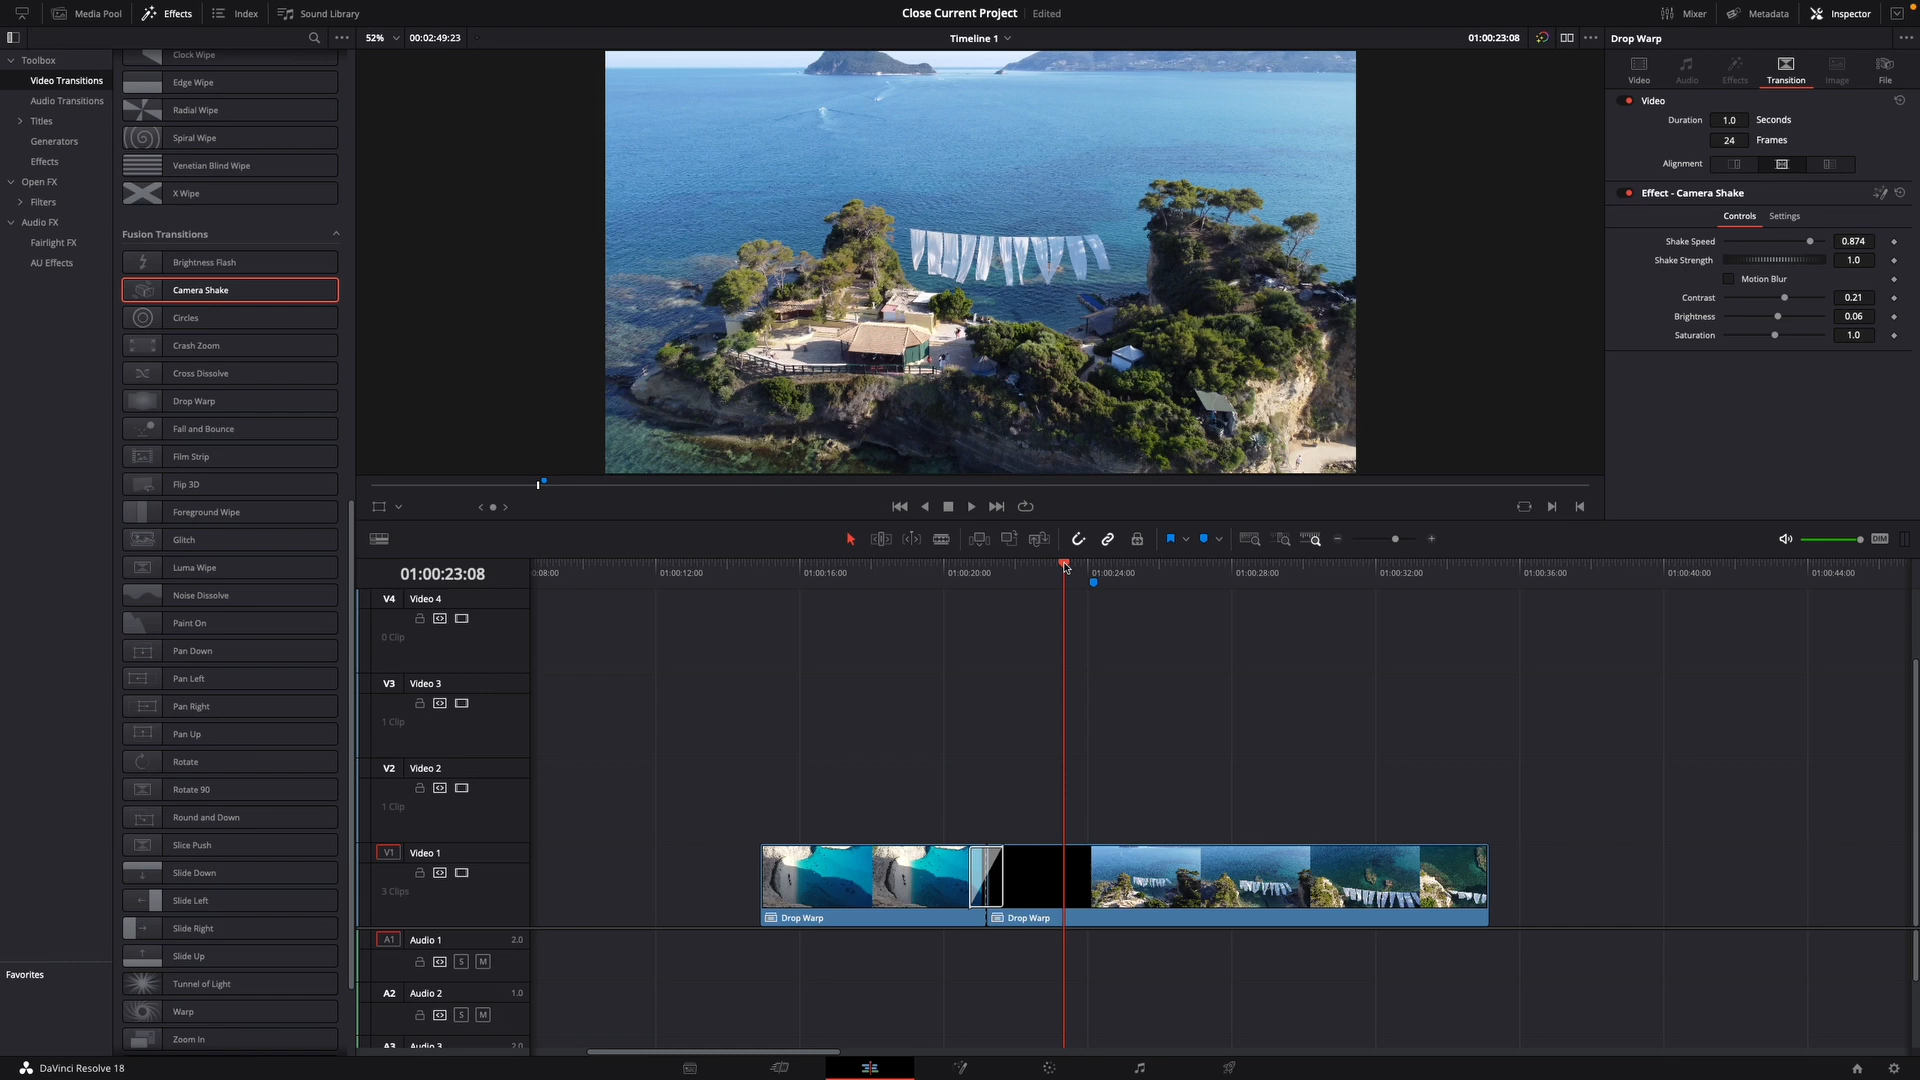 Media Pool
Effects
Index
Sound Library
Close Current Project
Edited
Mixer
Metadata
Inspector
52%
00:02:49:23
Timeline 1
01:00:23:08
Drop Warp
Toolbox
Video Transitions
Audio Transitions
Titles
Generators
Effects
Open FX
Filters
Audio FX
Fairlight FX
AU Effects
Favorites
Clock Wipe
Edge Wipe
Radial Wipe
Spiral Wipe
Venetian Blind Wipe
X Wipe
Fusion Transitions
Brightness Flash
Camera Shake
Circles
Crash Zoom
Cross Dissolve
Drop Warp
Fall and Bounce
Film Strip
Flip 3D
Foreground Wipe
Glitch
Luma Wipe
Noise Dissolve
Paint On
Pan Down
Pan Left
Pan Right
Pan Up
Rotate
Rotate 90
Round and Down
Slice Push
Slide Down
Slide Left
Slide Right
Slide Up
Tunnel of Light
Warp
Zoom In
Video
Audio
Effects
Transition
Image
File
Video
Duration 1.0 Seconds
24 Frames
Alignment
Effect - Camera Shake
Controls Settings
Shake Speed 0.874
Shake Strength 1.0
Motion Blur
Contrast 0.21
Brightness 0.06
Saturation 1.0
DIM
01:00:23:08
0:08:00
01:00:12:00
01:00:16:00
01:00:20:00
01:00:24:00
01:00:28:00
01:00:32:00
01:00:36:00
01:00:40:00
01:00:44:00
V4 Video 4
0 Clip
V3 Video 3
1 Clip
V2 Video 2
1 Clip
V1 Video 1
3 Clips
Drop Warp
Drop Warp
A1 Audio 1 2.0
S M
A2 Audio 2 1.0
S M
A3 Audio 3 2.0
DaVinci Resolve 18